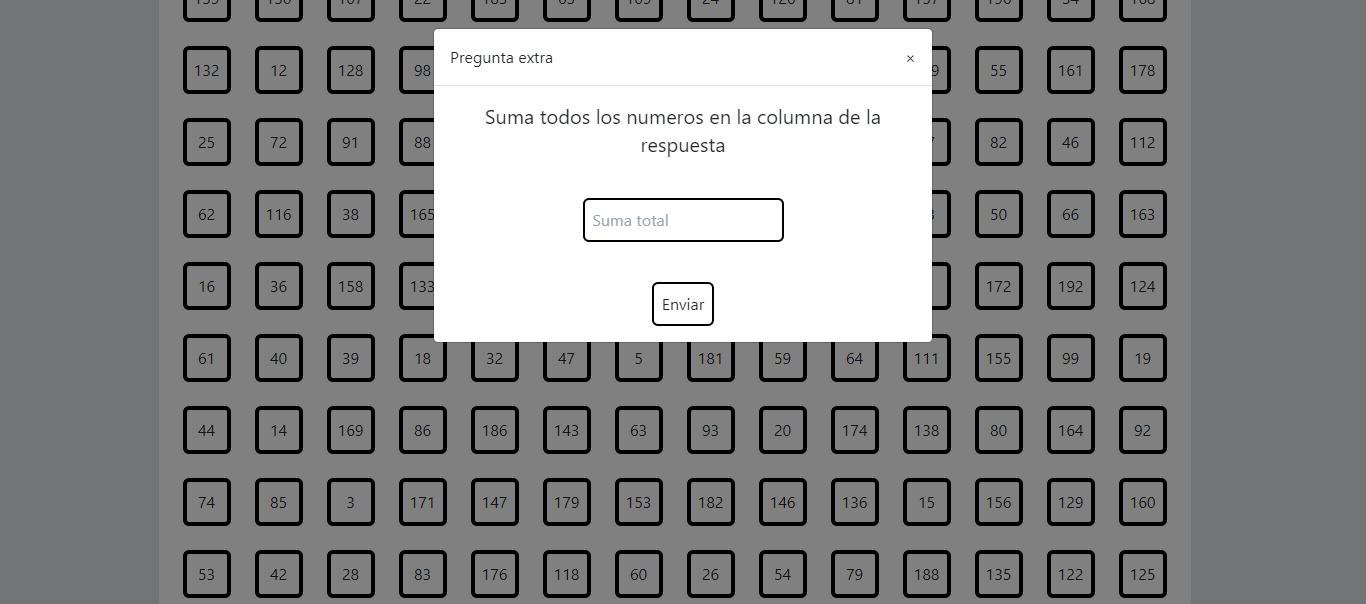 132 12 128 98 55 161 178
Pregunta extra ×
Suma todos los numeros en la columna de la
respuesta
25 72 91 88 82 46 112
62 116 38 165 50 66 163
Suma total
16 36 158 133 172 192 124
Enviar
61 40 39 18 32 47 5 181 59 64 111 155 99 19
44 14 169 86 186 143 63 93 20 174 138 80 164 92
74 85 3 171 147 179 153 182 146 136 15 156 129 160
53 42 28 83 176 118 60 26 54 79 188 135 122 125